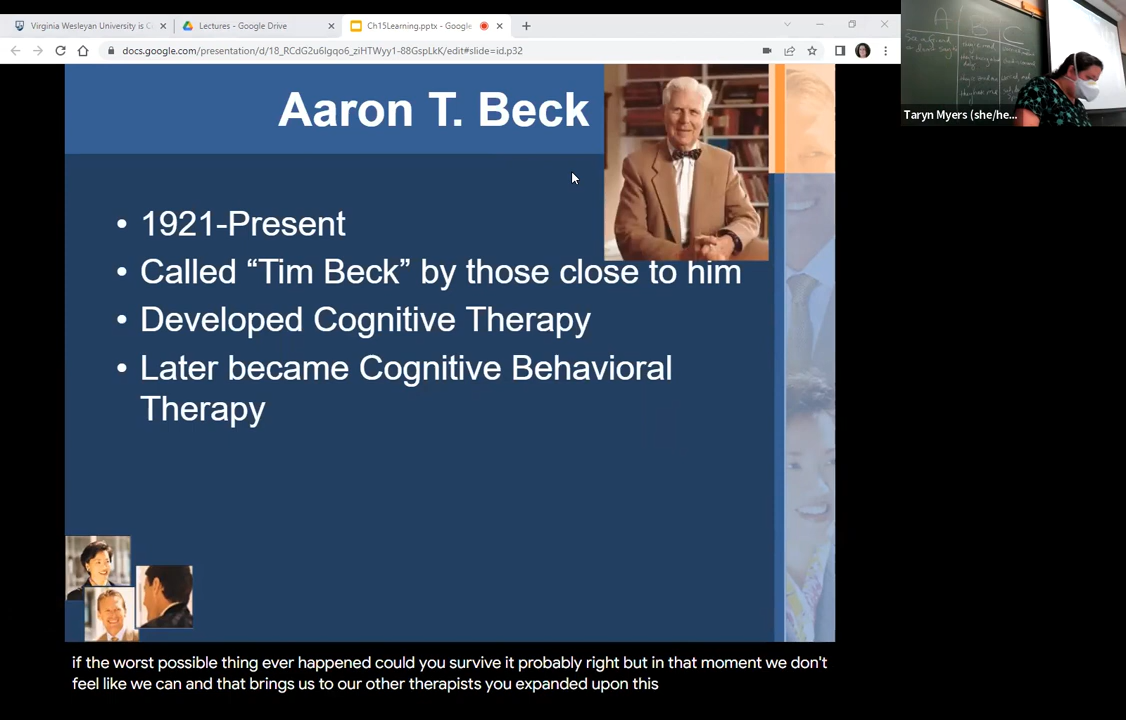 Virginia Wesleyan University is C
Lectures - Google Drive
Ch15Learning.pptx - Google
docs.google.com/presentation/d/18_RCdG2u6Igqo6_ziHTWyy1-88GspLkK/edit#slide=id.p32
A B C
Taryn Myers (she/he...
Aaron T. Beck
• 1921-Present
• Called “Tim Beck” by those close to him
• Developed Cognitive Therapy
• Later became Cognitive Behavioral
Therapy
if the worst possible thing ever happened could you survive it probably right but in that moment we don't
feel like we can and that brings us to our other therapists you expanded upon this